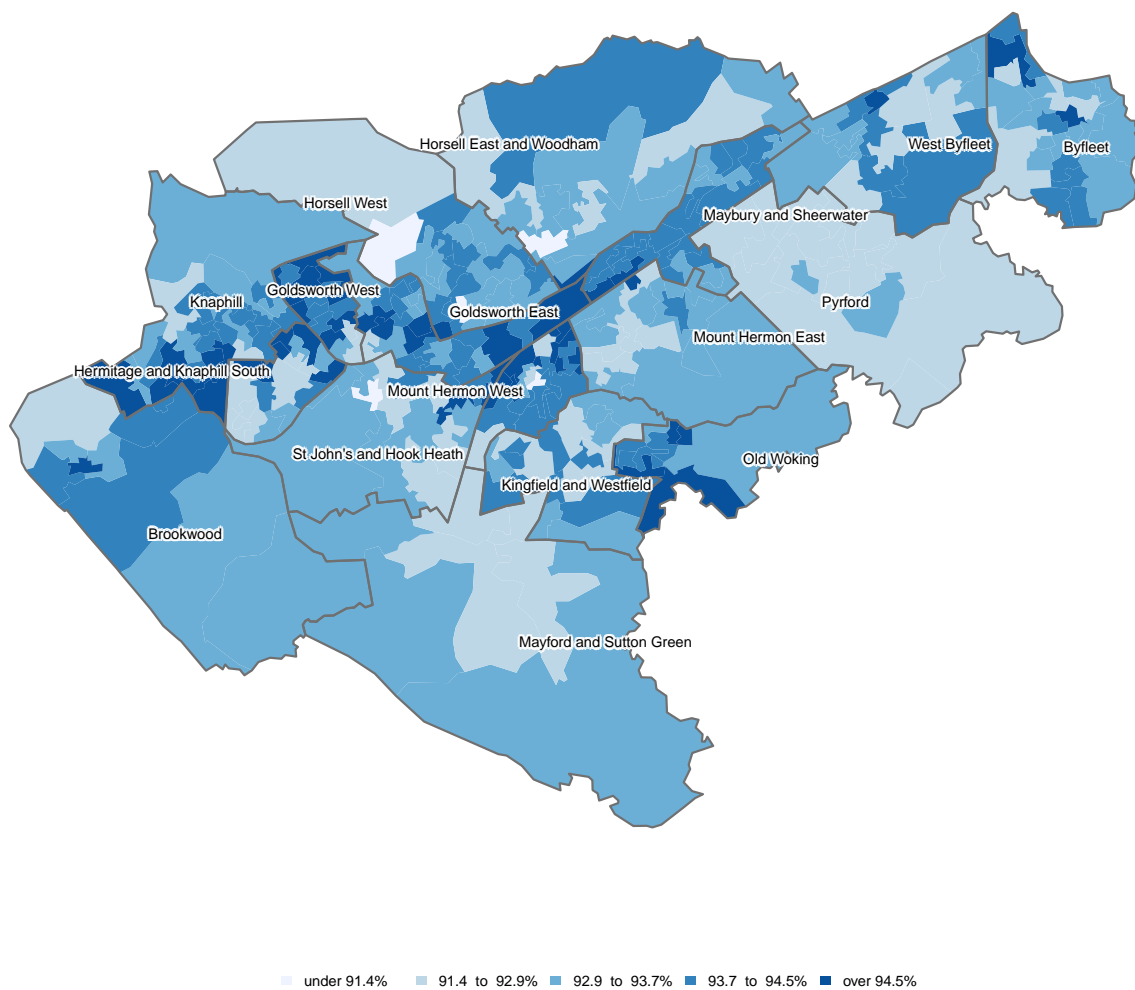 Horsell East and Woodham
West Byfleet
Byfleet
Horsell West
Maybury and Sheerwater
Goldsworth West
Knaphill
Pyrford
Goldsworth East
Mount Hermon East
Hermitage and Knaphill South
Mount Hermon West
St John's and Hook Heath
Old Woking
Kingfield and Westfield
Brookwood
Mayford and Sutton Green
under 91.4% 91.4 to 92.9% 92.9 to 93.7% 93.7 to 94.5% over 94.5%